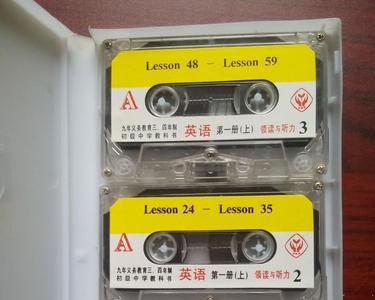 Lesson 48 — Lesson 59
A
九年义务教育三、四年制
初级中学教科书
英语 第一册(上) 领读与听力 3
Lesson 24 — Lesson 35
A
九年义务教育三、四年制
初级中学教科书
英语 第一册(上) 领读与听力 2